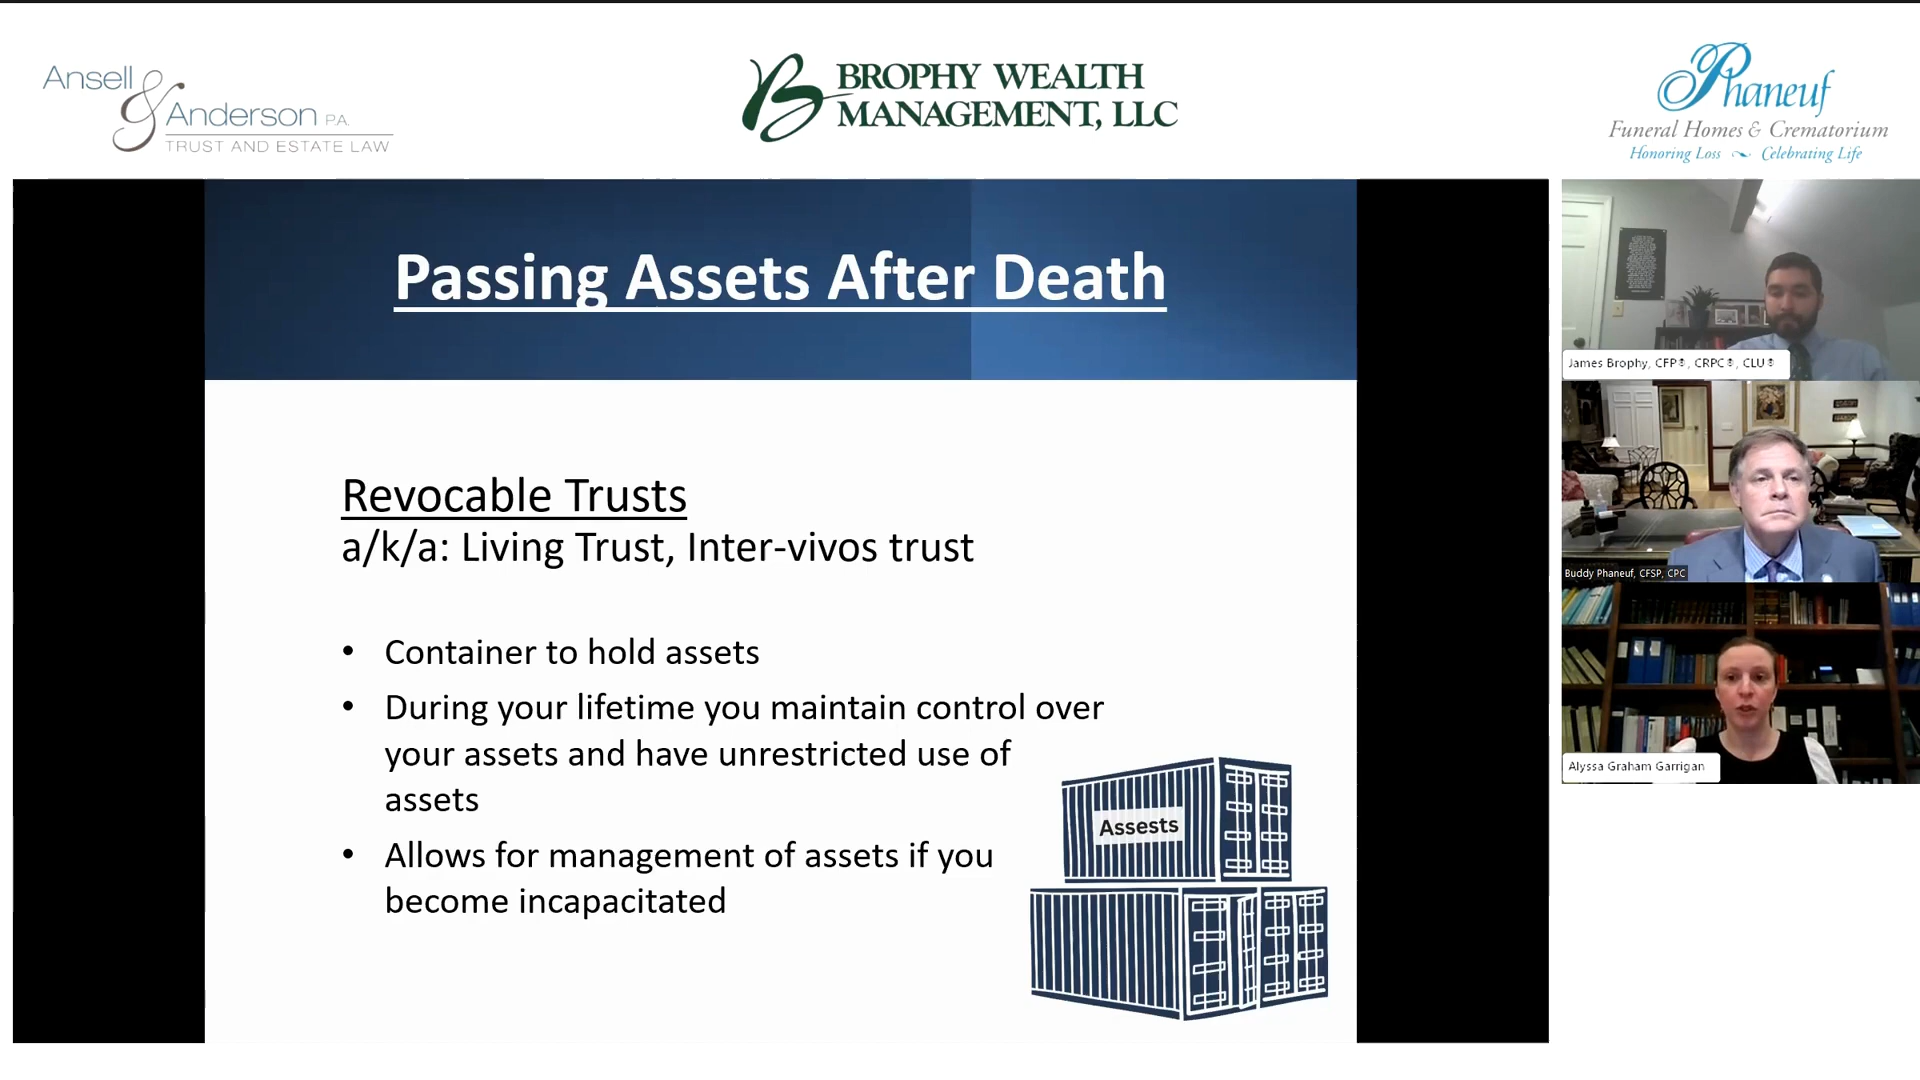 Ansell
&
Anderson P.A.
TRUST AND ESTATE LAW
B BROPHY WEALTH
MANAGEMENT, LLC
Phaneuf
Funeral Homes & Crematorium
Honoring Loss ~ Celebrating Life
Passing Assets After Death
Revocable Trusts
a/k/a: Living Trust, Inter-vivos trust
• Container to hold assets
• During your lifetime you maintain control over
your assets and have unrestricted use of
assets
• Allows for management of assets if you
become incapacitated
Assests
James Brophy, CFP®, CRPC®, CLU®
Buddy Phaneuf, CFSP, CPC
Alyssa Graham Garrigan